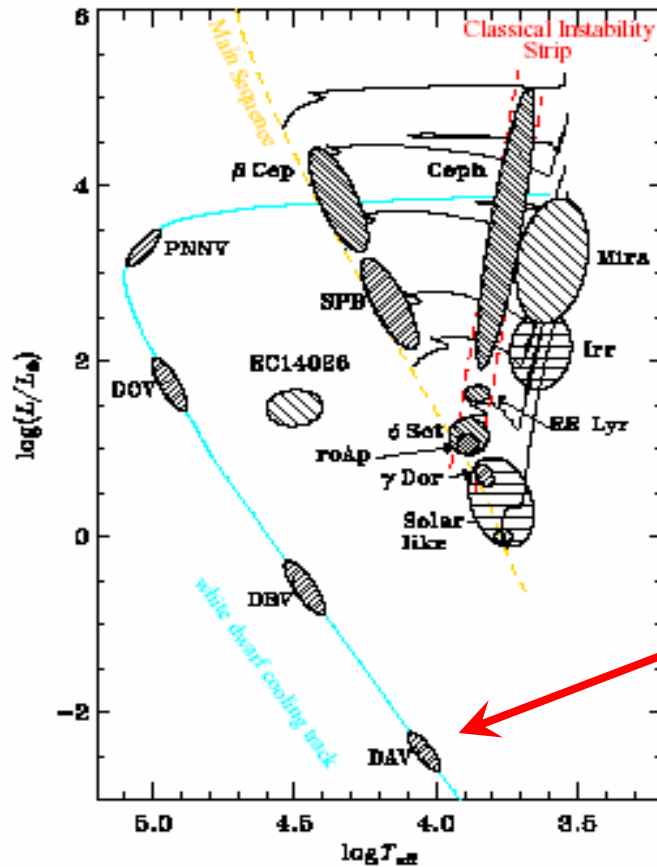 6
Classical Instability
Strip
Main Sequence
β Cep
Ceph
4
PNNV
Mira
SPB
Irr
log(L/L⊙)
2
EC14026
DOV
RR Lyr
δ Sct
roAp
γ Dor
Solar
like
0
DBV
white dwarf cooling track
-2
DAV
5.0
4.5
4.0
3.5
log T eff